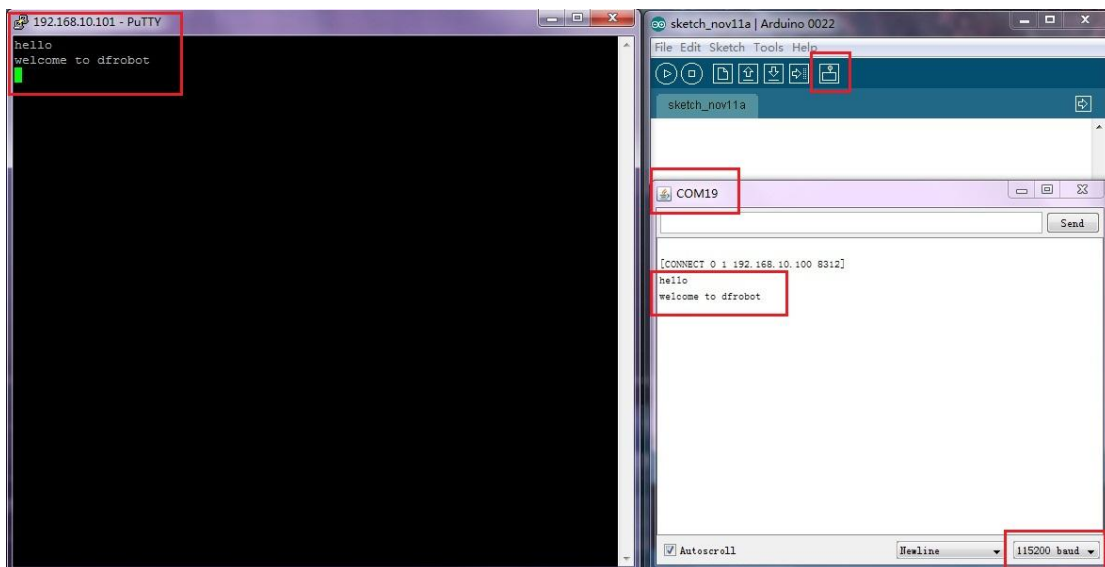 192.168.10.101 - PuTTY
hello
welcome to dfrobot
sketch_nov11a | Arduino 0022
File Edit Sketch Tools Help
sketch_nov11a
COM19
Send
[CONNECT 0 1 192.168.10.100 8312]
hello
welcome to dfrobot
Autoscroll
Newline
115200 baud